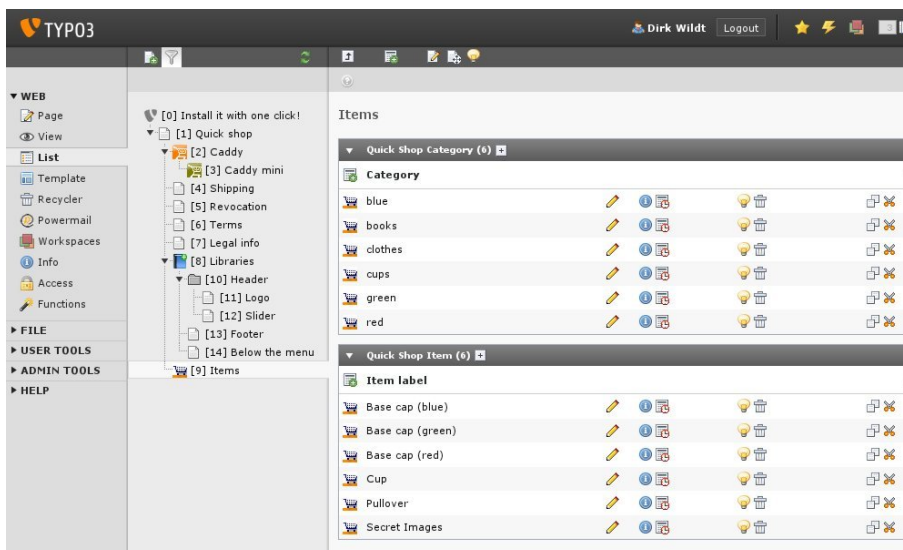 TYPO3
Dirk Wildt Logout
WEB
Page
View
List
Template
Recycler
Powermail
Workspaces
Info
Access
Functions
FILE
USER TOOLS
ADMIN TOOLS
HELP
[0] Install it with one click!
[1] Quick shop
[2] Caddy
[3] Caddy mini
[4] Shipping
[5] Revocation
[6] Terms
[7] Legal info
[8] Libraries
[10] Header
[11] Logo
[12] Slider
[13] Footer
[14] Below the menu
[9] Items
Items
Quick Shop Category (6)
Category
blue
books
clothes
cups
green
red
Quick Shop Item (6)
Item label
Base cap (blue)
Base cap (green)
Base cap (red)
Cup
Pullover
Secret Images